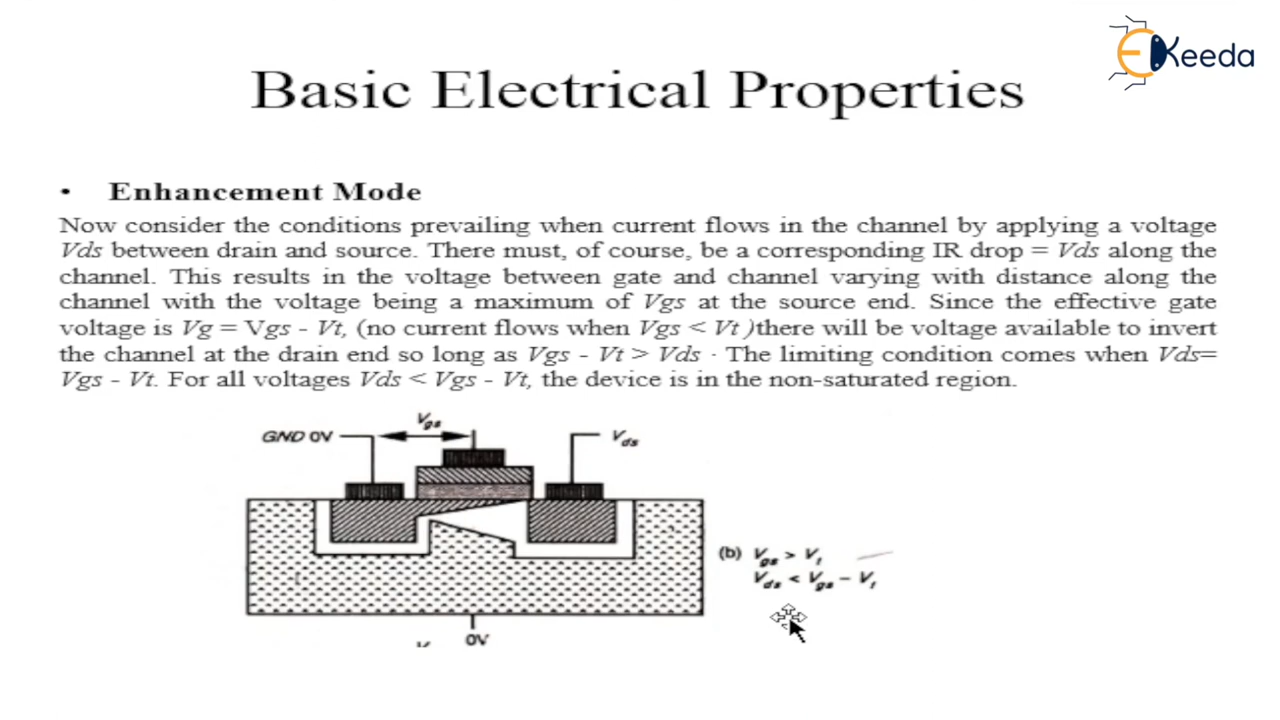 EKeeda
Basic Electrical Properties
• Enhancement Mode
Now consider the conditions prevailing when current flows in the channel by applying a voltage
Vds between drain and source. There must, of course, be a corresponding IR drop = Vds along the
channel. This results in the voltage between gate and channel varying with distance along the
channel with the voltage being a maximum of Vgs at the source end. Since the effective gate
voltage is Vg = Vgs - Vt, (no current flows when Vgs < Vt )there will be voltage available to invert
the channel at the drain end so long as Vgs - Vt > Vds · The limiting condition comes when Vds=
Vgs - Vt. For all voltages Vds < Vgs - Vt, the device is in the non-saturated region.
Vgs
GND 0V
Vds
(b) Vgs > Vt
Vds < Vgs - Vt
0V